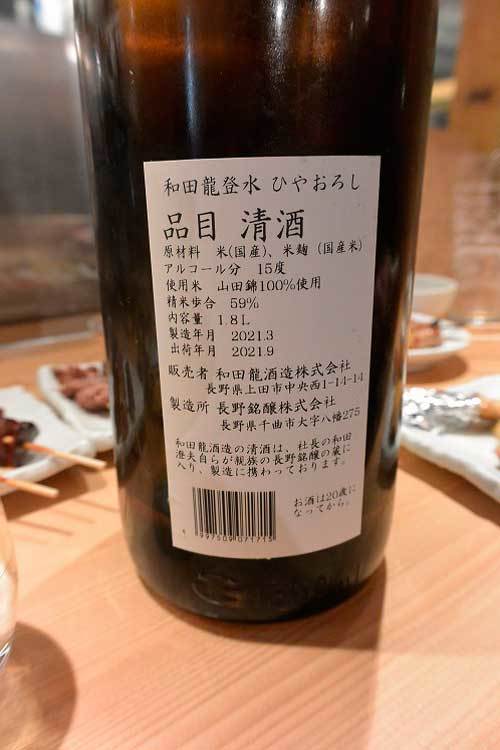 和田龍登水 ひやおろし
品目 清酒
原材料 米(国産)、米麹(国産米)
アルコール分 15度
使用米 山田錦100%使用
精米歩合 59%
内容量 1.8L
製造年月 2021.3
出荷年月 2021.9
販売者 和田龍酒造株式会社
長野県上田市中央西1-14-14
製造所 長野銘醸株式会社
長野県千曲市大字八幡275
和田龍酒造の清酒は、社長の和田
澄夫自らが親族の長野銘醸の蔵に
入り、製造に携わっております。
お酒は20歳に
なってから。
4 997509 071715